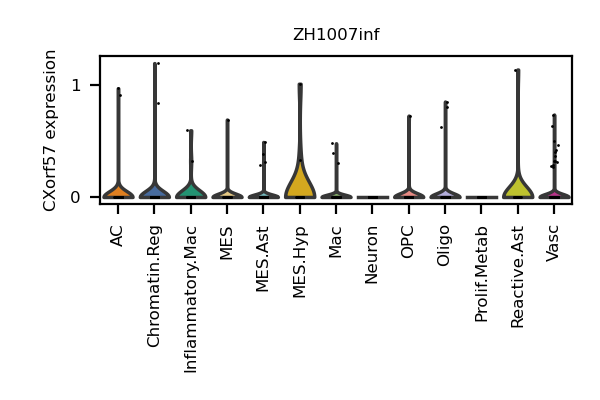 ZH1007inf
CXorf57 expression
1
0
AC
Chromatin.Reg
Inflammatory.Mac
MES
MES.Ast
MES.Hyp
Mac
Neuron
OPC
Oligo
Prolif.Metab
Reactive.Ast
Vasc